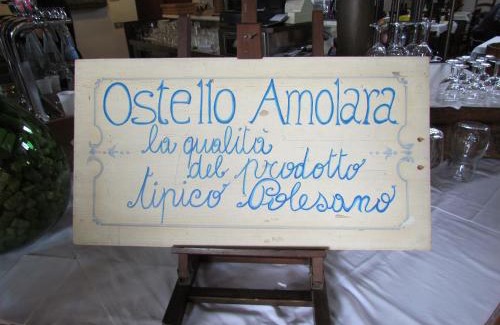 Ostello Amolara
la qualità
del prodotto
tipico Polesano